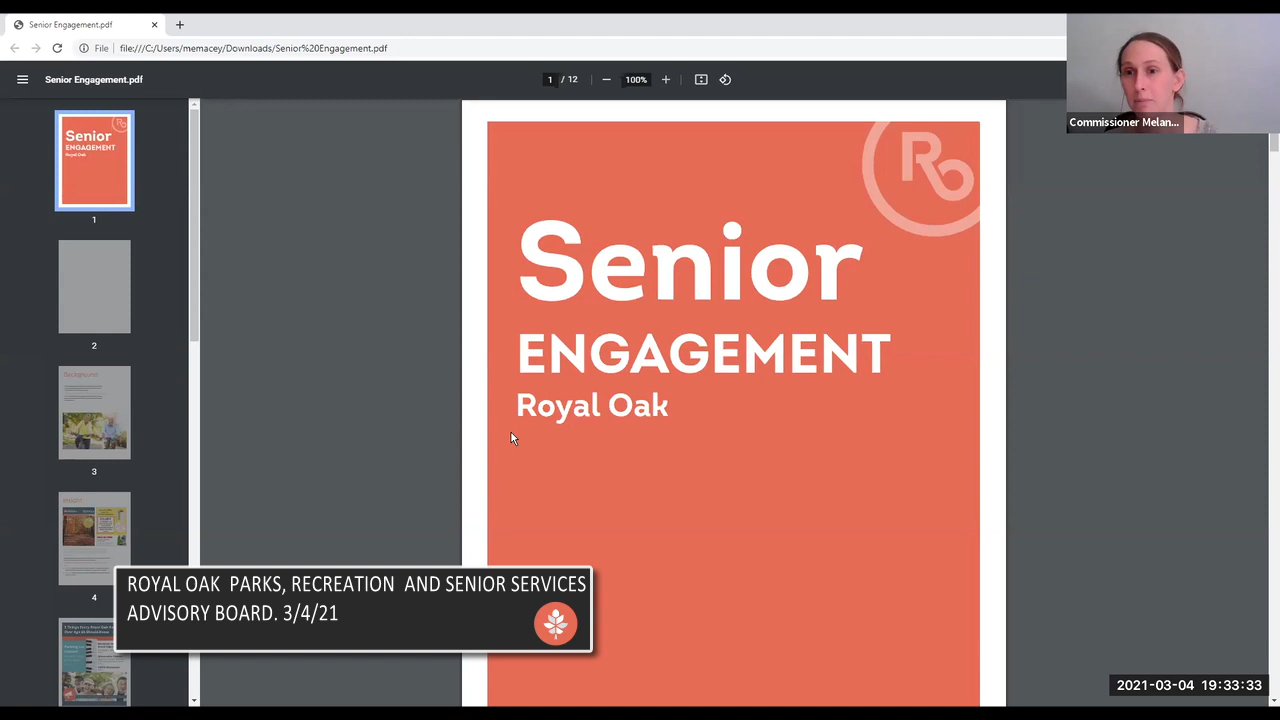 Senior Engagement.pdf
File
file:///C:/Users/memacey/Downloads/Senior%20Engagement.pdf
Senior Engagement.pdf
1 / 12
100%
Commissioner Melan...
Senior
ENGAGEMENT
Royal Oak
1
2
Background
3
4
Ro
Senior
ENGAGEMENT
Royal Oak
ROYAL OAK PARKS, RECREATION AND SENIOR SERVICES
ADVISORY BOARD. 3/4/21
2021-03-04 19:33:33